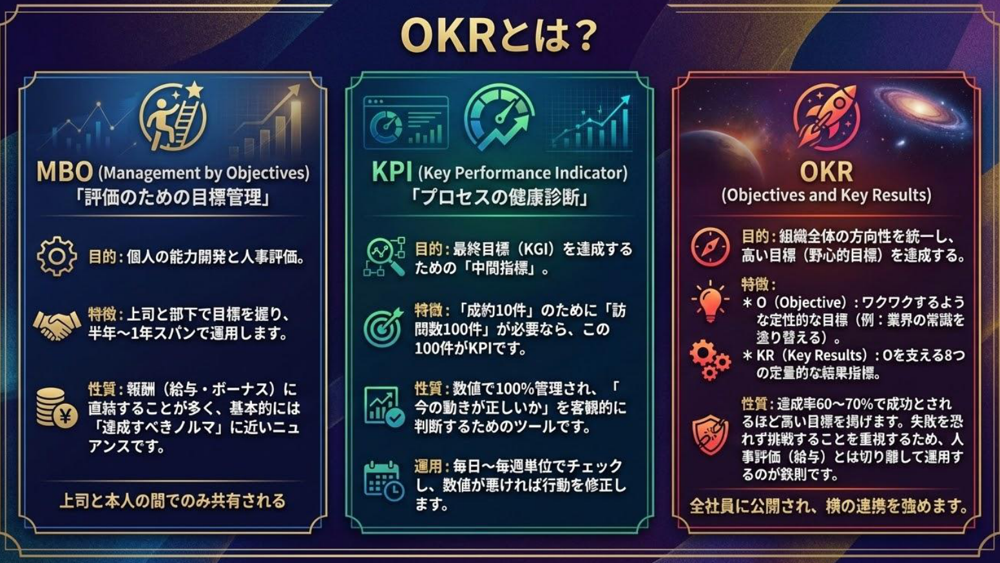 OKRとは？
MBO (Management by Objectives)
「評価のための目標管理」
目的 : 個人の能力開発と人事評価。
特徴 : 上司と部下で目標を握り、
半年〜1年スパンで運用します。
性質 : 報酬（給与・ボーナス）に
直結することが多く、基本的には
「達成すべきノルマ」に近いニュ
アンスです。
上司と本人の間でのみ共有される
KPI (Key Performance Indicator)
「プロセスの健康診断」
目的 : 最終目標（KGI）を達成する
ための「中間指標」。
特徴 : 「成約10件」のために「訪
問数100件」が必要なら、この
100件がKPIです。
性質 : 数値で100%管理され、「
今の動きが正しいか」を客観的に
判断するためのツールです。
運用 : 毎日〜毎週単位でチェック
し、数値が悪ければ行動を修正し
ます。
OKR
(Objectives and Key Results)
目的 : 組織全体の方向性を統一し、
高い目標（野心的目標）を達成する。
特徴 :
＊ O（Objective）: ワクワクするよう
な定性的な目標（例：業界の常識を
塗り替える）。
＊ KR（Key Results）: Oを支える8つ
の定量的な結果指標。
性質 : 達成率60〜70%で成功とされ
るほど高い目標を掲げます。失敗を恐
れず挑戦することを重視するため、人
事評価（給与）とは切り離して運用す
るのが鉄則です。
全社員に公開され、横の連携を強めます。